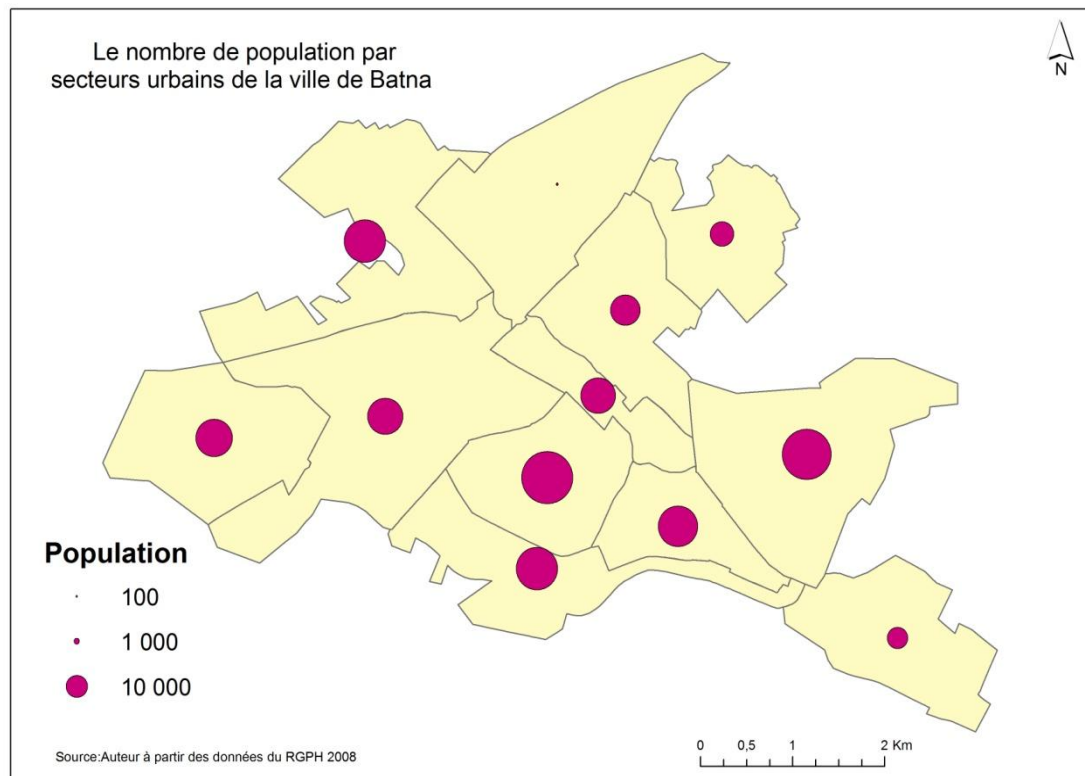 Le nombre de population par
secteurs urbains de la ville de Batna
N
Population
100
1 000
10 000
Source:Auteur à partir des données du RGPH 2008
0 0,5 1 2 Km